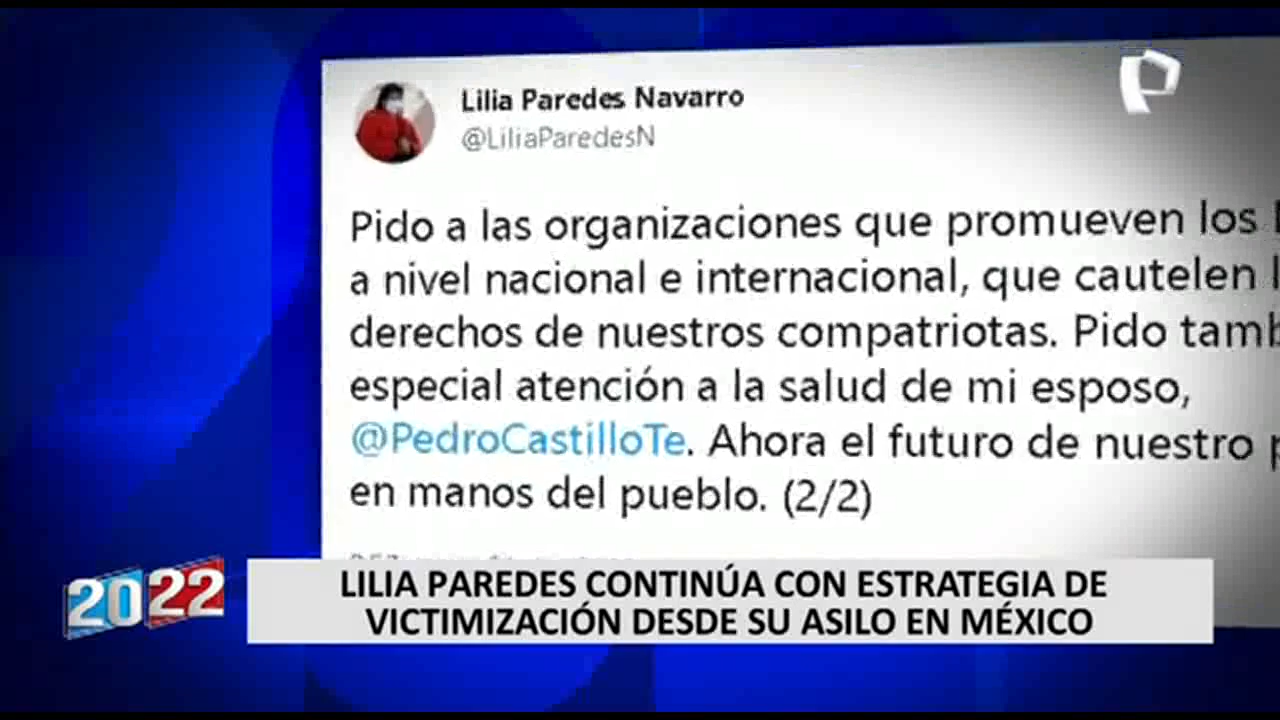 Lilia Paredes Navarro
@LiliaParedesN
Pido a las organizaciones que promueven los
a nivel nacional e internacional, que cautelen
derechos de nuestros compatriotas. Pido
especial atención a la salud de mi esposo,
@PedroCastilloTe. Ahora el futuro de nuestro
en manos del pueblo. (2/2)
2022
LILIA PAREDES CONTINÚA CON ESTRATEGIA DE
VICTIMIZACIÓN DESDE SU ASILO EN MÉXICO